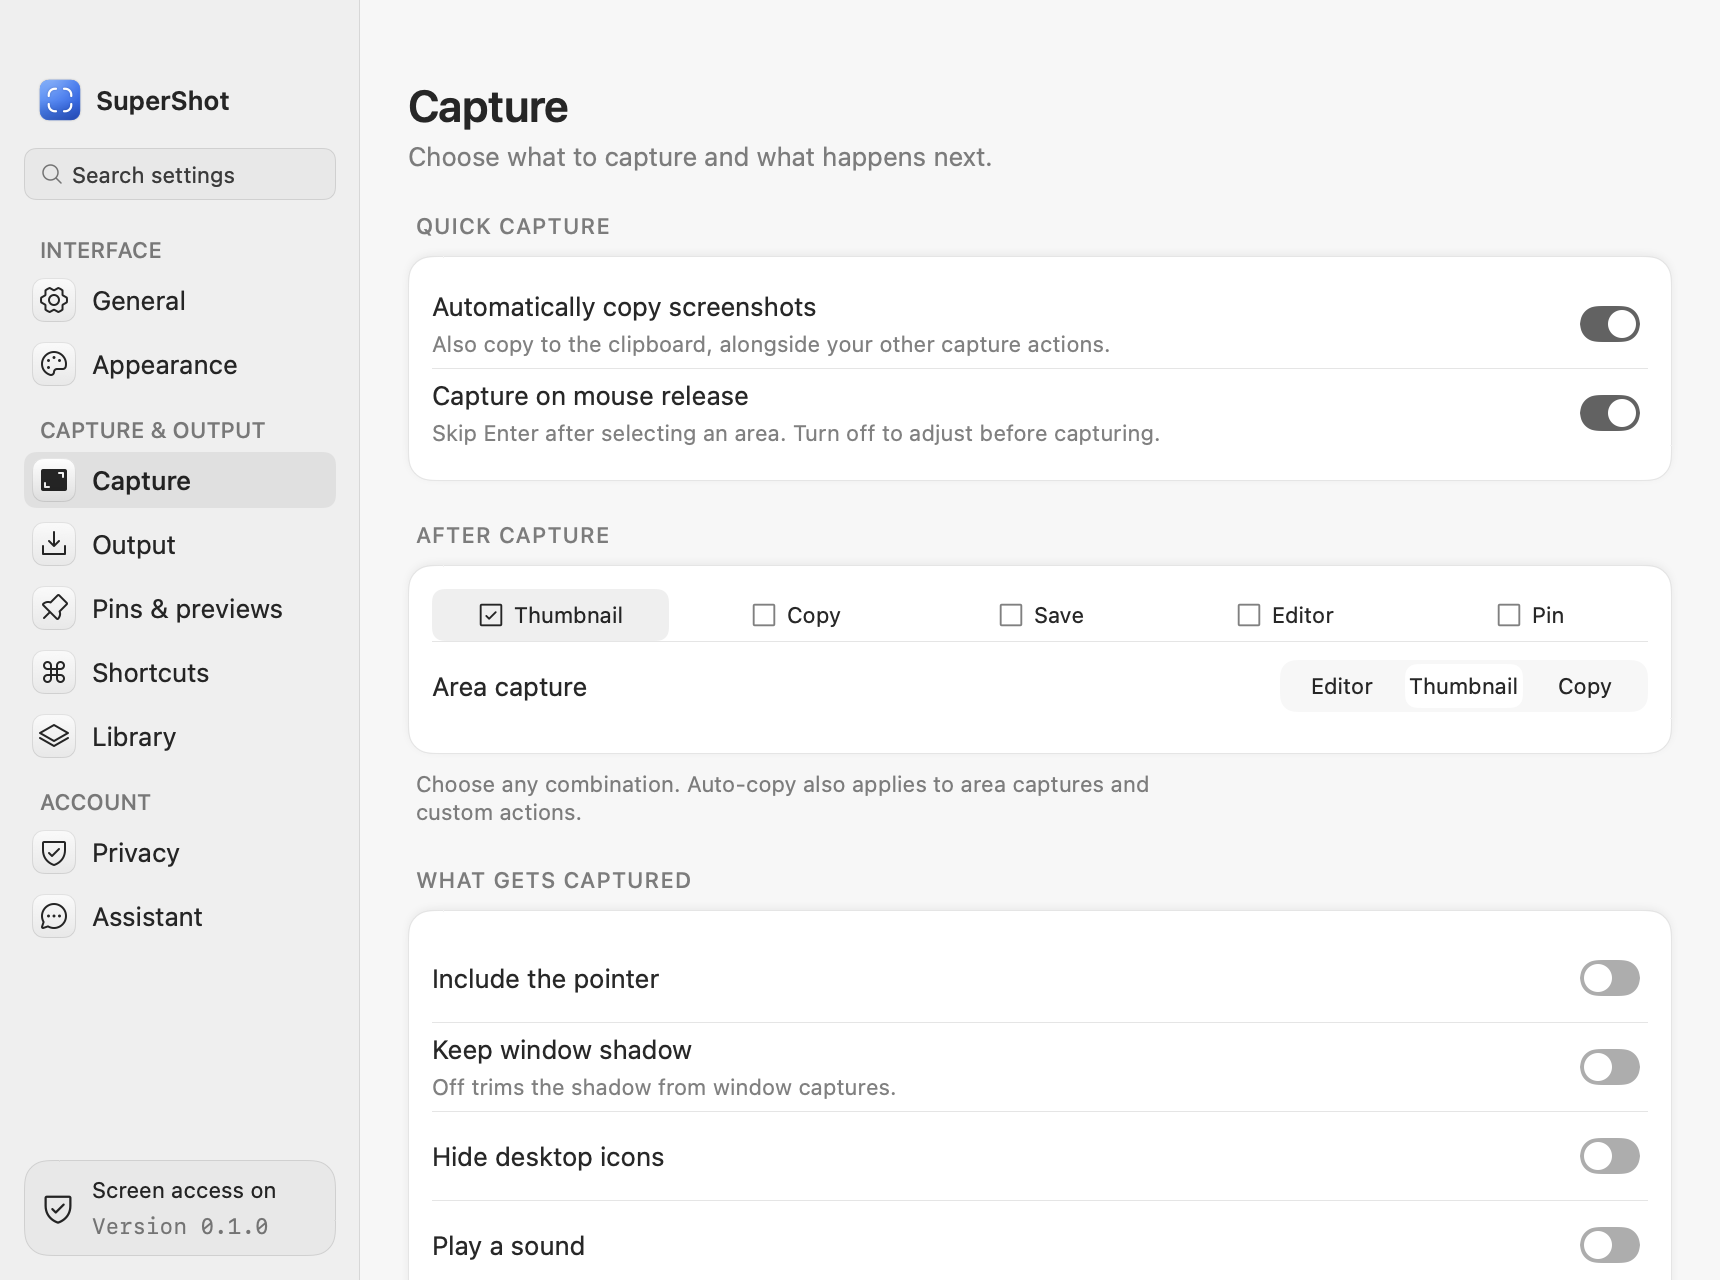 SuperShot
Search settings
INTERFACE
General
Appearance
CAPTURE & OUTPUT
Capture
Output
Pins & previews
Shortcuts
Library
ACCOUNT
Privacy
Assistant
Screen access on
Version 0.1.0
Capture
Choose what to capture and what happens next.
QUICK CAPTURE
Automatically copy screenshots
Also copy to the clipboard, alongside your other capture actions.
Capture on mouse release
Skip Enter after selecting an area. Turn off to adjust before capturing.
AFTER CAPTURE
Thumbnail Copy Save Editor Pin
Area capture Editor Thumbnail Copy
Choose any combination. Auto-copy also applies to area captures and
custom actions.
WHAT GETS CAPTURED
Include the pointer
Keep window shadow
Off trims the shadow from window captures.
Hide desktop icons
Play a sound